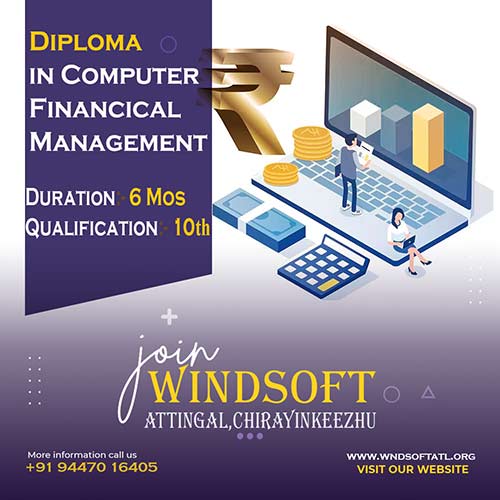 Diploma
in Computer
Financical
Management
Duration :- 6 Mos
Qualification :- 10th
join
WINDSOFT
ATTINGAL,CHIRAYINKEEZHU
More information call us
+91 94470 16405
WWW.WNDSOFTATL.ORG
VISIT OUR WEBSITE